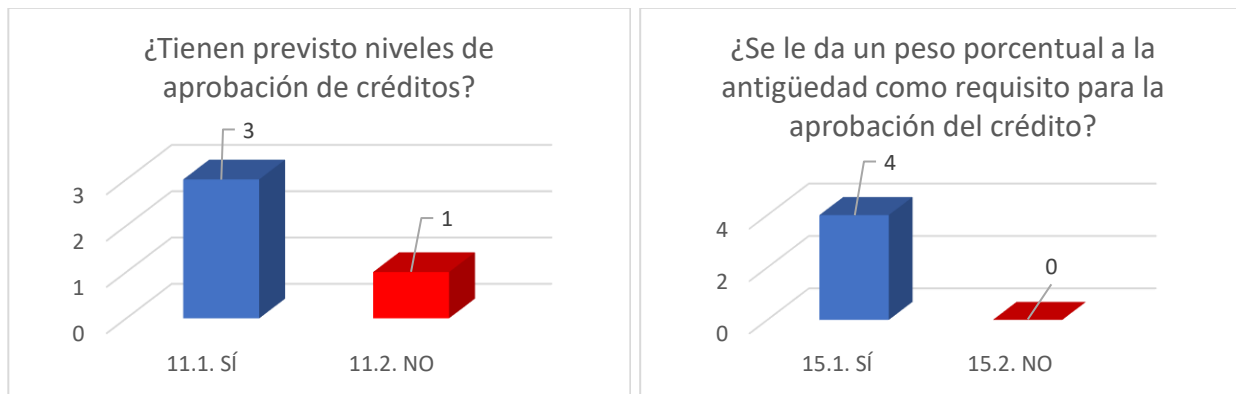 ¿Tienen previsto niveles de
aprobación de créditos?
3
1
3
2
1
0
11.1. SÍ
11.2. NO
¿Se le da un peso porcentual a la
antigüedad como requisito para la
aprobación del crédito?
4
0
4
2
0
15.1. SÍ
15.2. NO